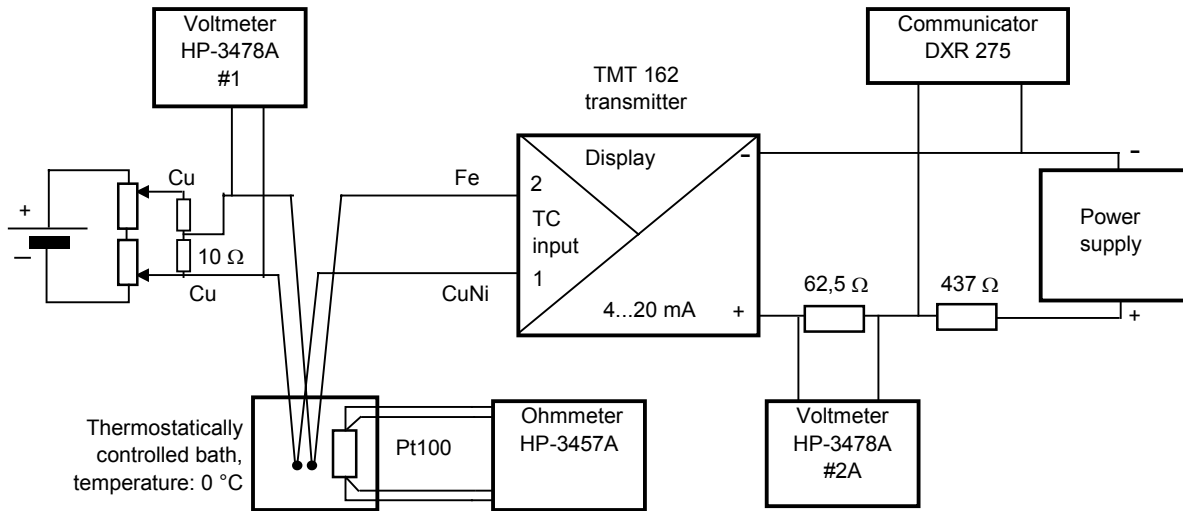 Voltmeter
HP-3478A
#1
Communicator
DXR 275
TMT 162
transmitter
Display
-
-
Cu
Fe
2
+
TC
input
Power
supply
10 Ω
_
1
Cu
CuNi
62,5 Ω
437 Ω
4...20 mA
+
+
Thermostatically
controlled bath,
temperature: 0 °C
Pt100
Ohmmeter
HP-3457A
Voltmeter
HP-3478A
#2A